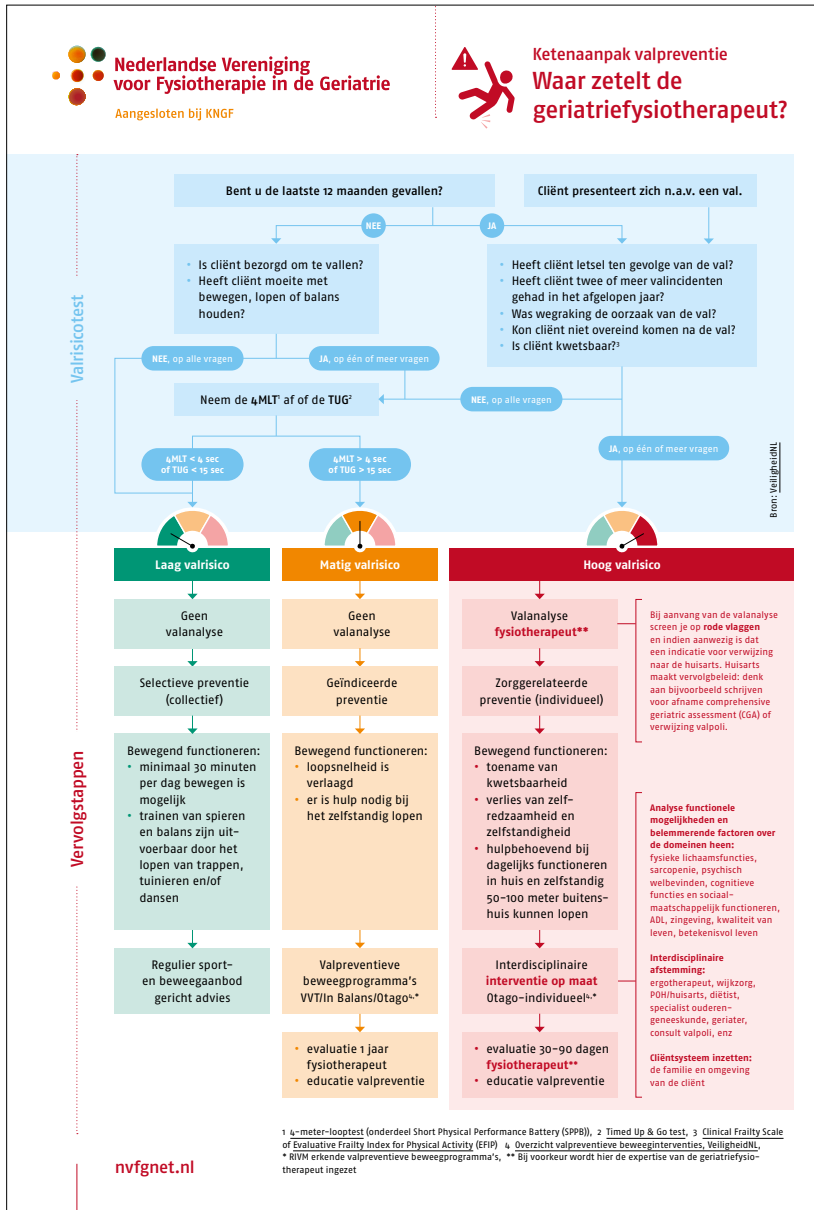 Nederlandse Vereniging
voor Fysiotherapie in de Geriatrie
Aangesloten bij KNGF
Ketenaanpak valpreventie
Waar zetelt de
geriatriefysiotherapeut?
Valrisicotest
Bent u de laatste 12 maanden gevallen?
Cliënt presenteert zich n.a.v. een val.
NEE
JA
• Is cliënt bezorgd om te vallen?
• Heeft cliënt moeite met
bewegen, lopen of balans
houden?
• Heeft cliënt letsel ten gevolge van de val?
• Heeft cliënt twee of meer valincidenten
gehad in het afgelopen jaar?
• Was wegraking de oorzaak van de val?
• Kon cliënt niet overeind komen na de val?
• Is cliënt kwetsbaar?³
NEE, op alle vragen
JA, op één of meer vragen
Neem de 4MLT¹ af of de TUG²
NEE, op alle vragen
4MLT < 4 sec
of TUG < 15 sec
4MLT > 4 sec
of TUG > 15 sec
JA, op één of meer vragen
Bron: VeiligheidNL
Vervolgstappen
Laag valrisico
Geen
valanalyse
Selectieve preventie
(collectief)
Bewegend functioneren:
• minimaal 30 minuten
per dag bewegen is
mogelijk
• trainen van spieren
en balans zijn uit-
voerbaar door het
lopen van trappen,
tuinieren en/of
dansen
Regulier sport-
en beweegaanbod
gericht advies
Matig valrisico
Geen
valanalyse
Geïndiceerde
preventie
Bewegend functioneren:
• loopsnelheid is
verlaagd
• er is hulp nodig bij
het zelfstandig lopen
Valpreventieve
beweegprogramma's
VVT/In Balans/Otago⁴,*
• evaluatie 1 jaar
fysiotherapeut
• educatie valpreventie
Hoog valrisico
Valanalyse
fysiotherapeut**
Zorggerelateerde
preventie (individueel)
Bewegend functioneren:
• toename van
kwetsbaarheid
• verlies van zelf-
redzaamheid en
zelfstandigheid
• hulpbehoevend bij
dagelijks functioneren
in huis en zelfstandig
50-100 meter buitens-
huis kunnen lopen
Interdisciplinaire
interventie op maat
Otago-individueel⁴,*
• evaluatie 30-90 dagen
fysiotherapeut**
• educatie valpreventie
Bij aanvang van de valanalyse
screen je op rode vlaggen
en indien aanwezig is dat
een indicatie voor verwijzing
naar de huisarts. Huisarts
maakt vervolgbeleid: denk
aan bijvoorbeeld schrijven
voor afname comprehensive
geriatric assessment (CGA) of
verwijzing valpoli.
Analyse functionele
mogelijkheden en
belemmerende factoren over
de domeinen heen:
fysieke lichaamsfuncties,
sarcopenie, psychisch
welbevinden, cognitieve
functies en sociaal-
maatschappelijk functioneren,
ADL, zingeving, kwaliteit van
leven, betekenisvol leven
Interdisciplinaire
afstemming:
ergotherapeut, wijkzorg,
POH/huisarts, diëtist,
specialist ouderen-
geneeskunde, geriater,
consult valpoli, enz
Cliëntsysteem inzetten:
de familie en omgeving
van de cliënt
nvfgnet.nl
1 4-meter-looptest (onderdeel Short Physical Performance Battery (SPPB)), 2 Timed Up & Go test, 3 Clinical Frailty Scale
of Evaluative Frailty Index for Physical Activity (EFIP) 4 Overzicht valpreventieve beweeginterventies, VeiligheidNL,
* RIVM erkende valpreventieve beweegprogramma's, ** Bij voorkeur wordt hier de expertise van de geriatriefysio-
therapeut ingezet